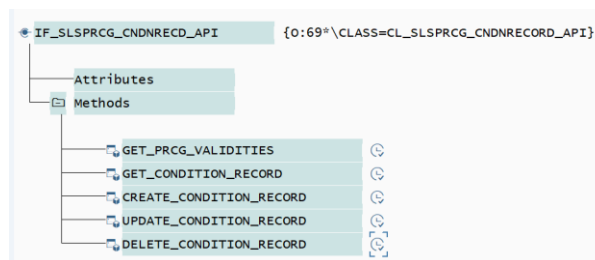 IF_SLSPRCG_CNDNRECD_API {O:69*\CLASS=CL_SLSPRCG_CNDNRECORD_API}
Attributes
Methods
GET_PRCG_VALIDITIES
GET_CONDITION_RECORD
CREATE_CONDITION_RECORD
UPDATE_CONDITION_RECORD
DELETE_CONDITION_RECORD